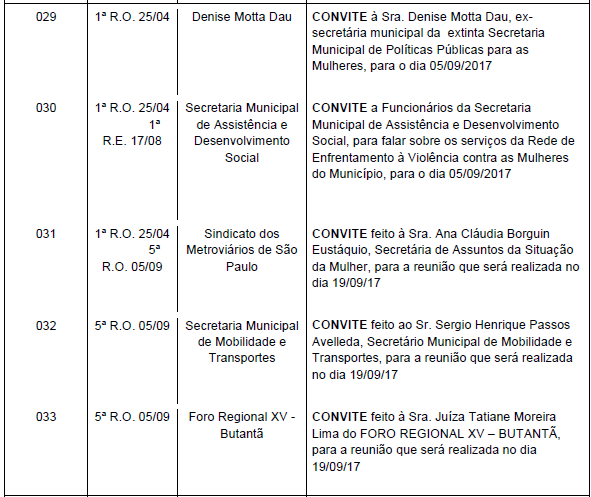 029
1ª R.O. 25/04
Denise Motta Dau
CONVITE à Sra. Denise Motta Dau, ex-
secretária municipal da extinta Secretaria
Municipal de Políticas Públicas para as
Mulheres, para o dia 05/09/2017
030
1ª R.O. 25/04
1ª
R.E. 17/08
Secretaria Municipal
de Assistência e
Desenvolvimento
Social
CONVITE a Funcionários da Secretaria
Municipal de Assistência e Desenvolvimento
Social, para falar sobre os serviços da Rede de
Enfrentamento à Violência contra as Mulheres
do Município, para o dia 05/09/2017
031
1ª R.O. 25/04
5ª
R.O. 05/09
Sindicato dos
Metroviários de São
Paulo
CONVITE feito à Sra. Ana Cláudia Borguin
Eustáquio, Secretária de Assuntos da Situação
da Mulher, para a reunião que será realizada no
dia 19/09/17
032
5ª R.O. 05/09
Secretaria Municipal
de Mobilidade e
Transportes
CONVITE feito ao Sr. Sergio Henrique Passos
Avelleda, Secretário Municipal de Mobilidade e
Transportes, para a reunião que será realizada
no dia 19/09/17
033
5ª R.O. 05/09
Foro Regional XV -
Butantã
CONVITE feito à Sra. Juíza Tatiane Moreira
Lima do FORO REGIONAL XV – BUTANTÃ,
para a reunião que será realizada no dia
19/09/17